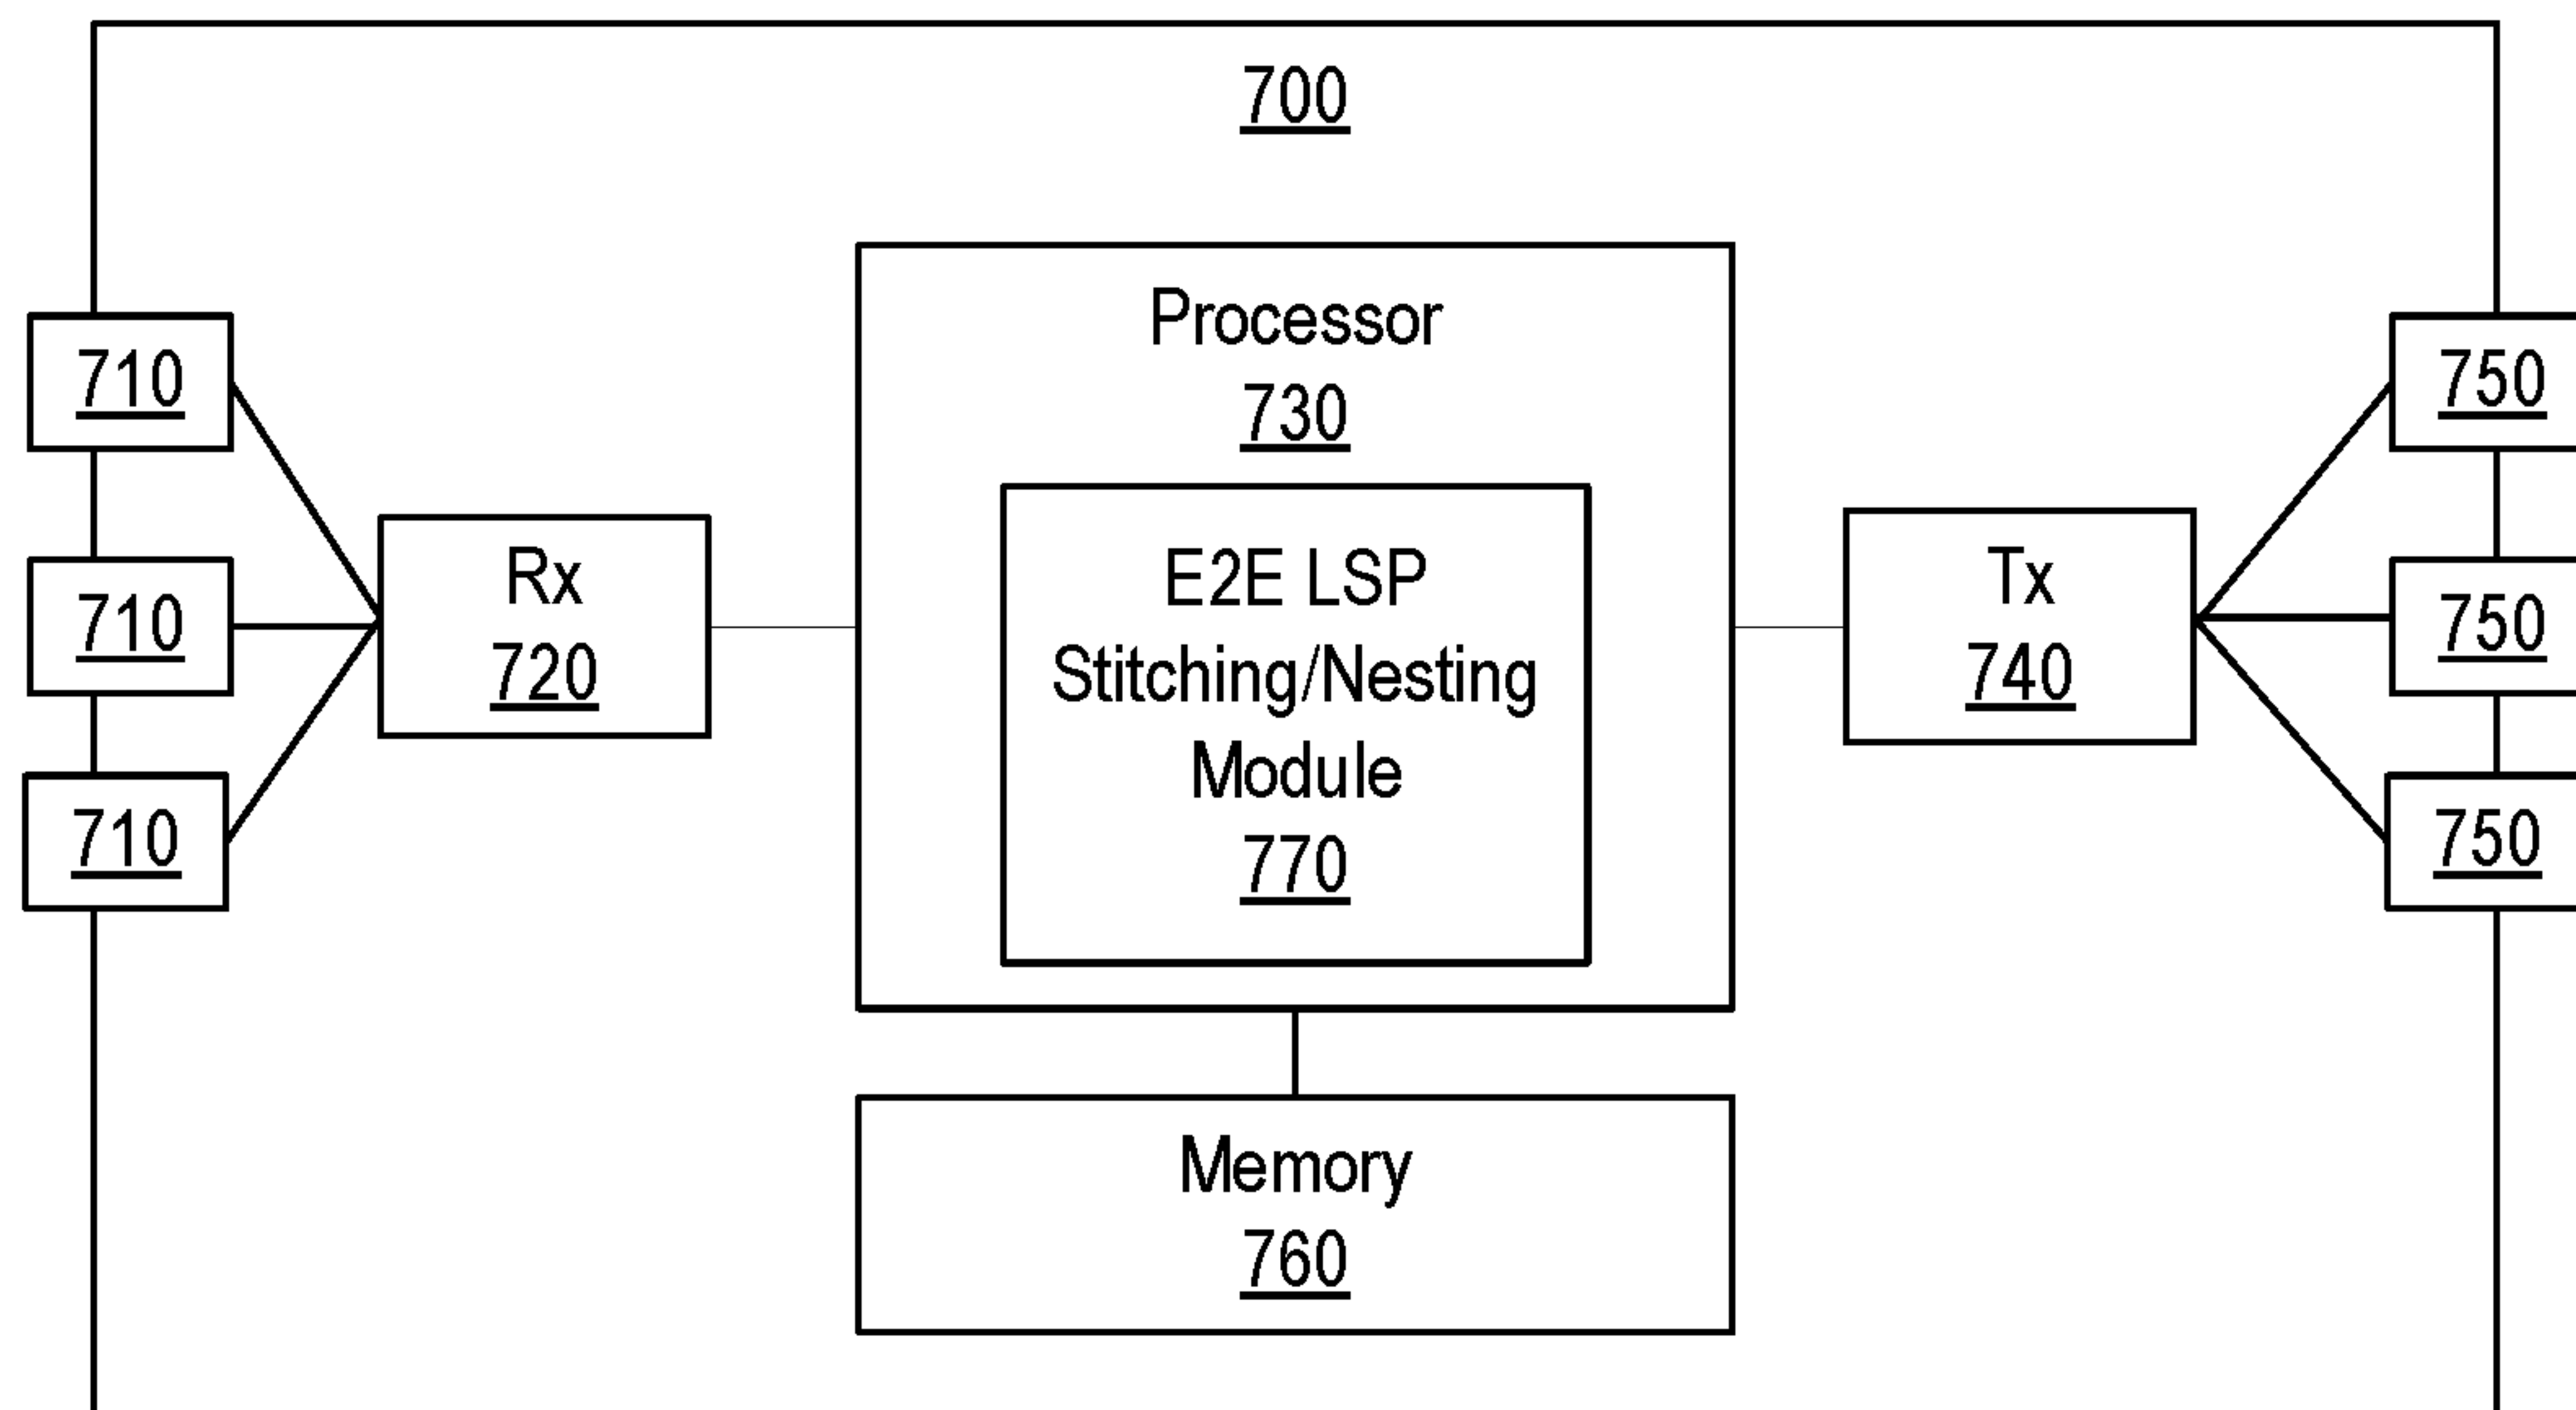 700
710
710
710
Rx
720
Processor
730
E2E LSP
Stitching/Nesting
Module
770
Tx
740
750
750
750
Memory
760